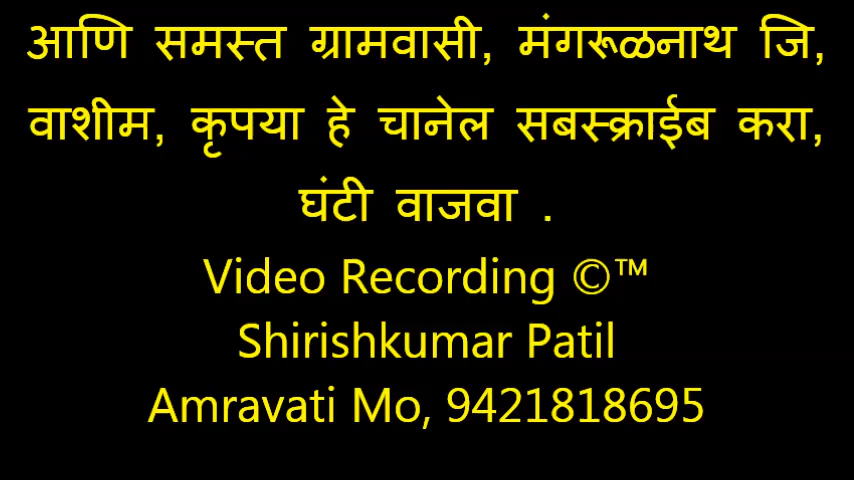 आणि समस्त ग्रामवासी, मंगरूळनाथ जि,
वाशीम, कृपया हे चानेल सबस्क्राईब करा,
घंटी वाजवा .
Video Recording ©™
Shirishkumar Patil
Amravati Mo, 9421818695